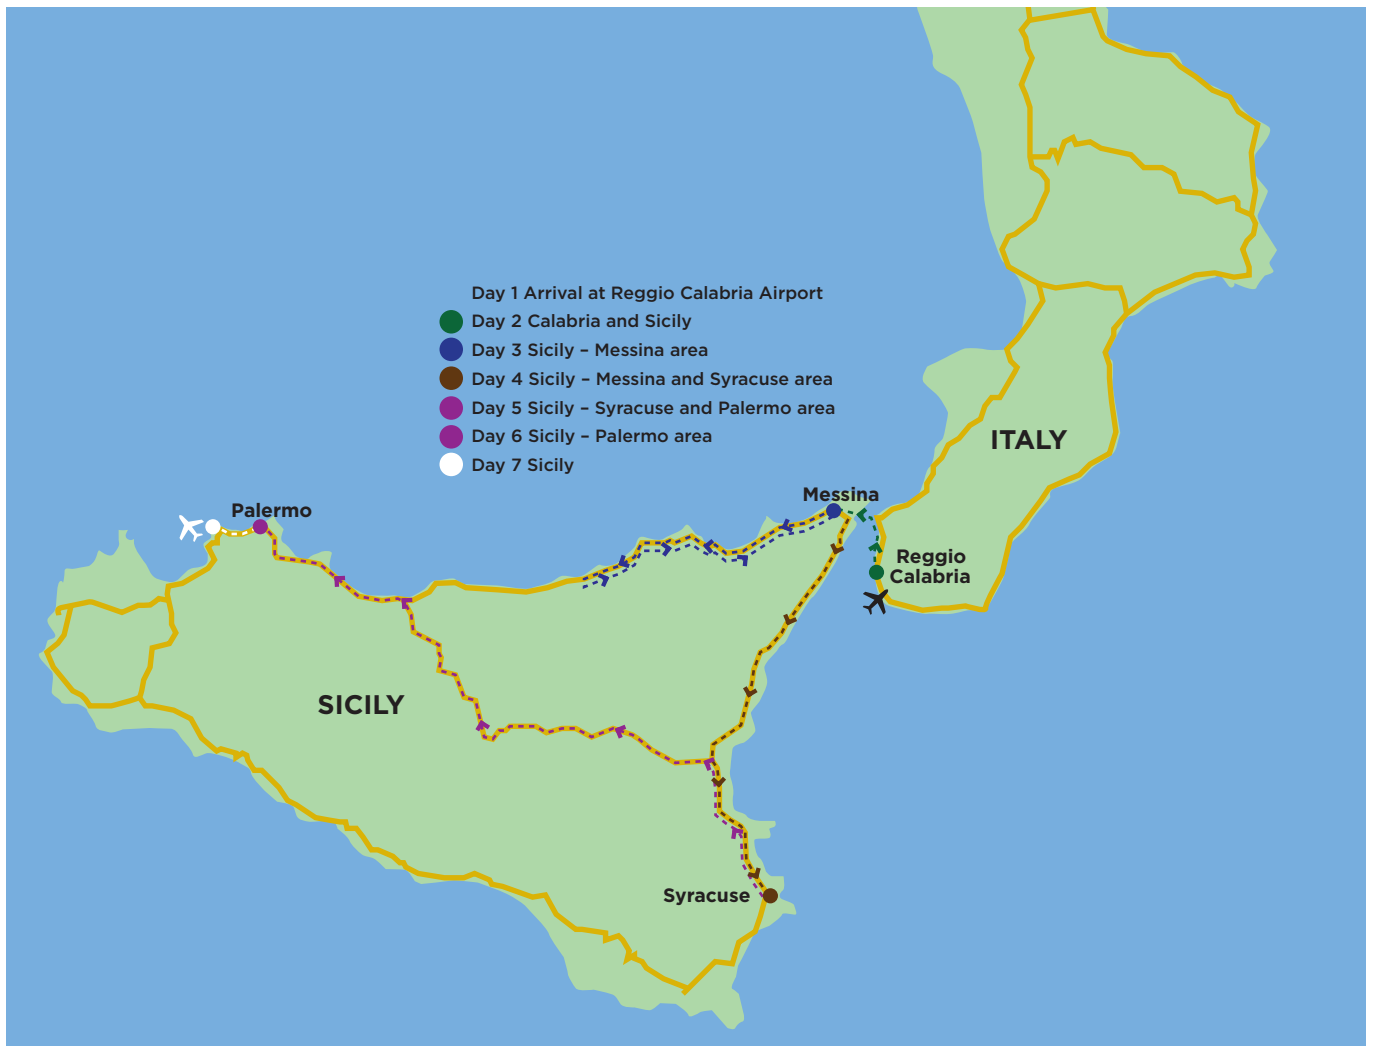 Day 1 Arrival at Reggio Calabria Airport
Day 2 Calabria and Sicily
Day 3 Sicily – Messina area
Day 4 Sicily – Messina and Syracuse area
Day 5 Sicily – Syracuse and Palermo area
Day 6 Sicily – Palermo area
Day 7 Sicily
ITALY
Messina
Palermo
Reggio
Calabria
SICILY
Syracuse